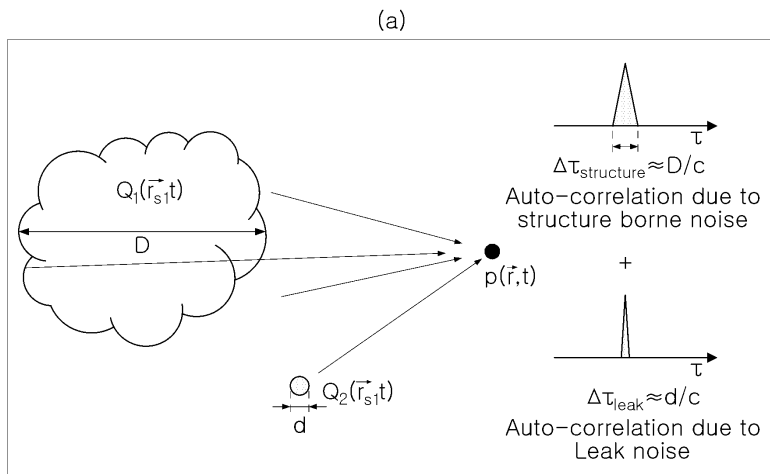 (a)
Q₁(r⃗ₛ₁t)
D
p(r⃗,t)
Q₂(r⃗ₛ₁t)
d
τ
Δτstructure≈D/c
Auto-correlation due to
structure borne noise
+
τ
Δτleak≈d/c
Auto-correlation due to
Leak noise